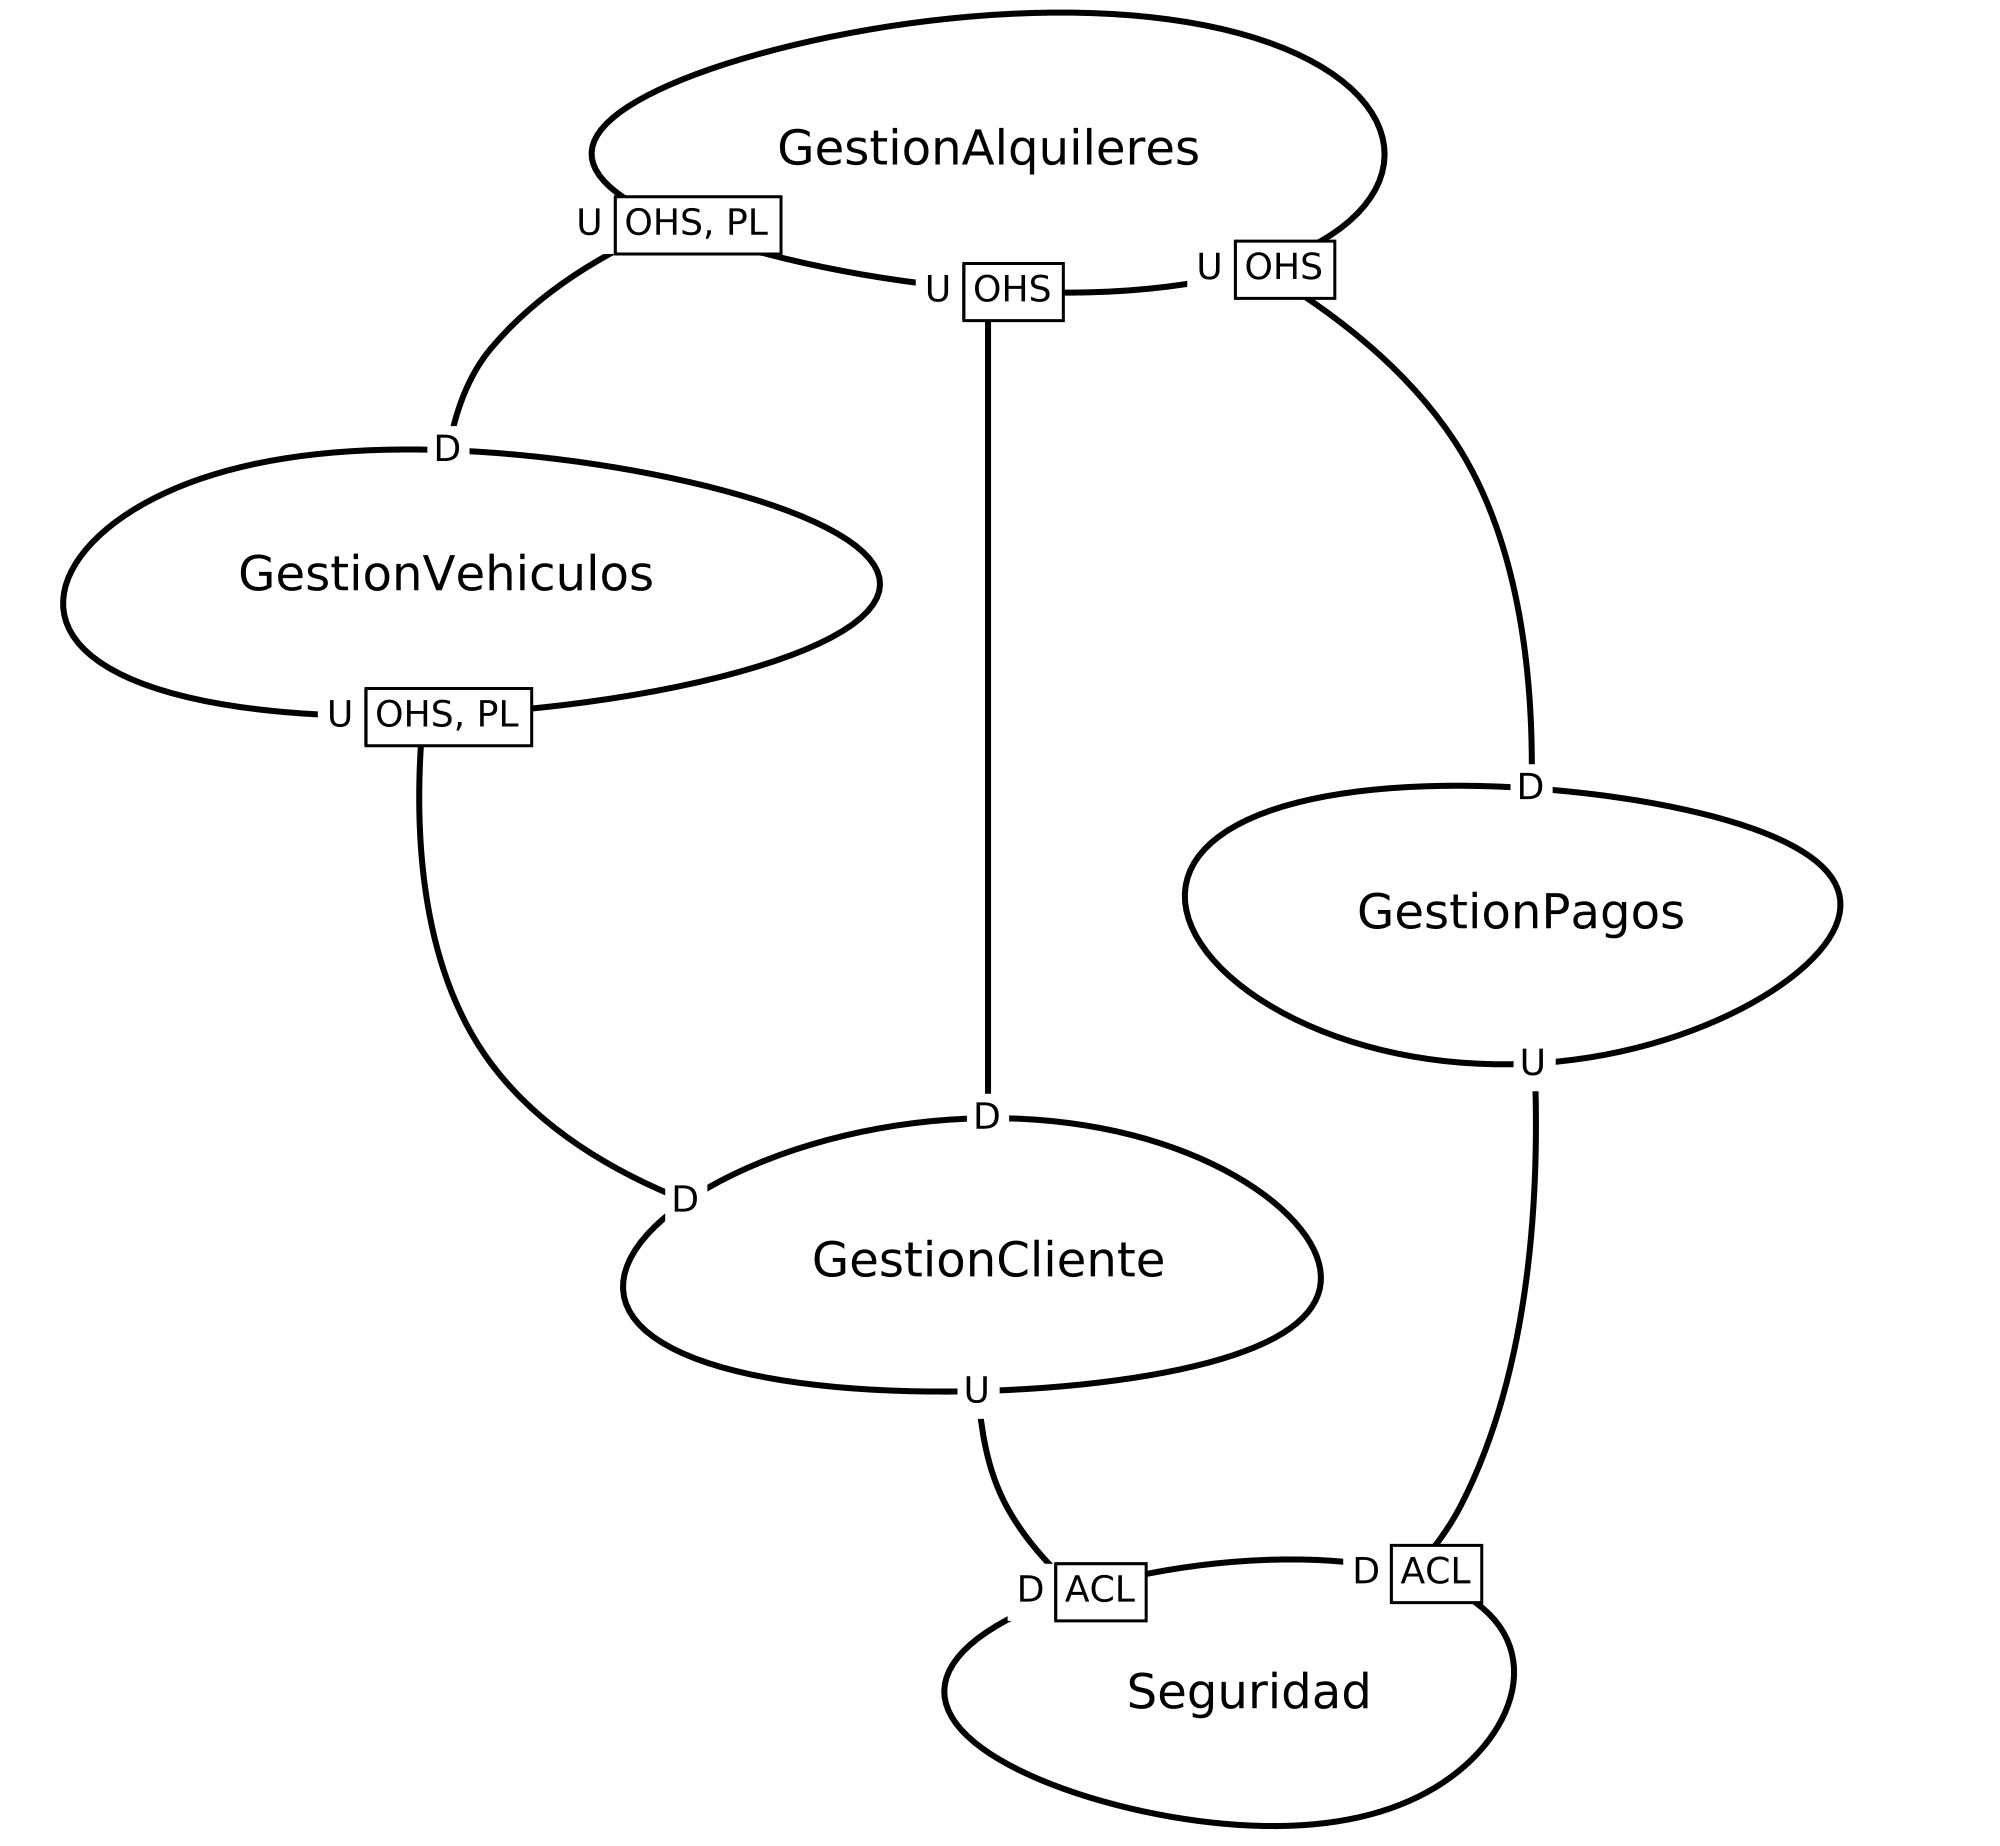 GestionAlquileres
U OHS, PL
U OHS
U OHS
D
GestionVehiculos
U OHS, PL
D
GestionPagos
U
D
D
GestionCliente
U
D ACL
D ACL
Seguridad